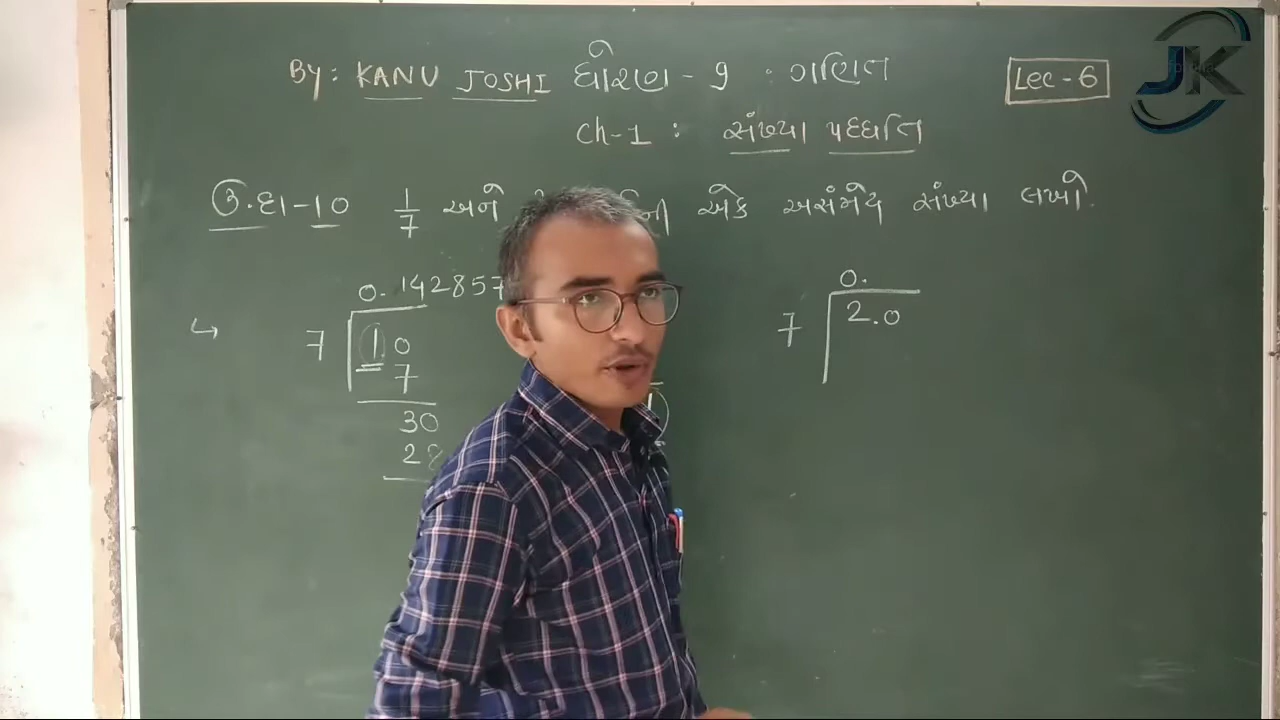 By: KANU JOSHI ધોરણ - 9 : ગણિત
Lec-6
JK
Ch-1 : સંખ્યા પદ્ધતિ
ઉ.દા-10 1/7 અને ની એક અસંમેય સંખ્યા લખો.
0.142857
7 10
7
30
28
1
0.
7 2.0